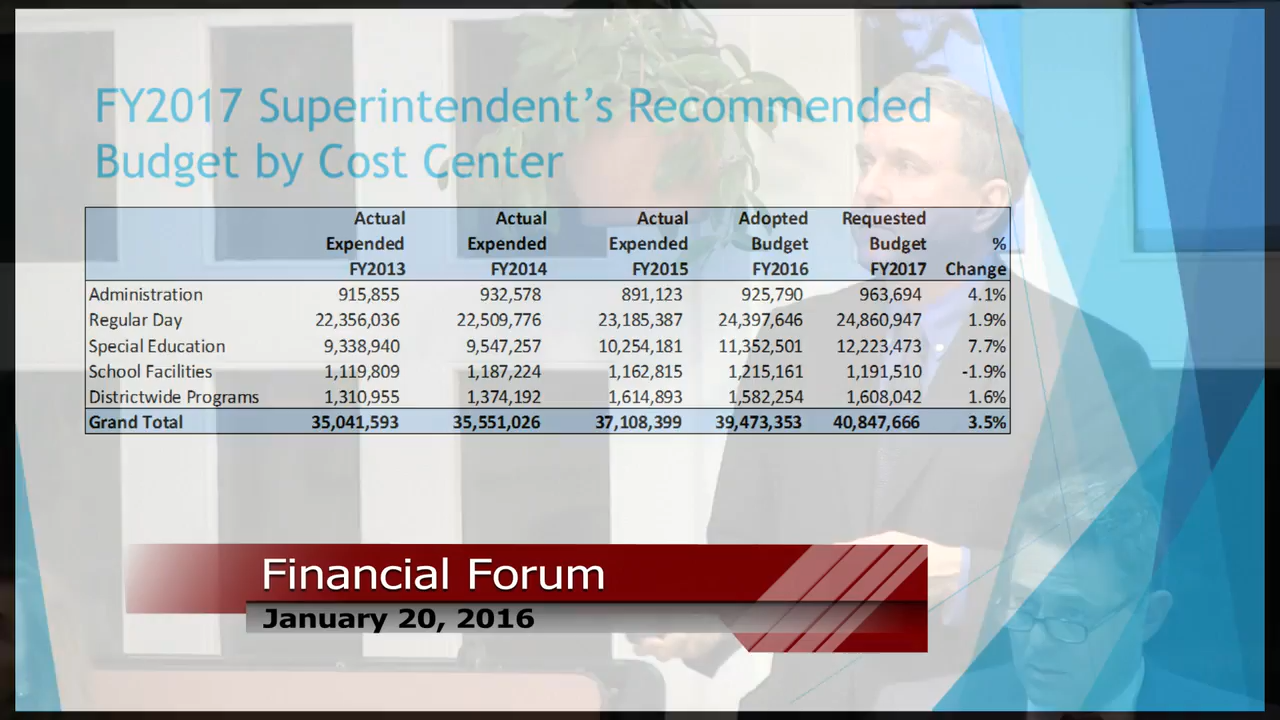 FY2017 Superintendent's Recommended
Budget by Cost Center
Actual Actual Actual Adopted Requested
Expended Expended Expended Budget Budget %
FY2013 FY2014 FY2015 FY2016 FY2017 Change
Administration 915,855 932,578 891,123 925,790 963,694 4.1%
Regular Day 22,356,036 22,509,776 23,185,387 24,397,646 24,860,947 1.9%
Special Education 9,338,940 9,547,257 10,254,181 11,352,501 12,223,473 7.7%
School Facilities 1,119,809 1,187,224 1,162,815 1,215,161 1,191,510 -1.9%
Districtwide Programs 1,310,955 1,374,192 1,614,893 1,582,254 1,608,042 1.6%
Grand Total 35,041,593 35,551,026 37,108,399 39,473,353 40,847,666 3.5%
Financial Forum
January 20, 2016